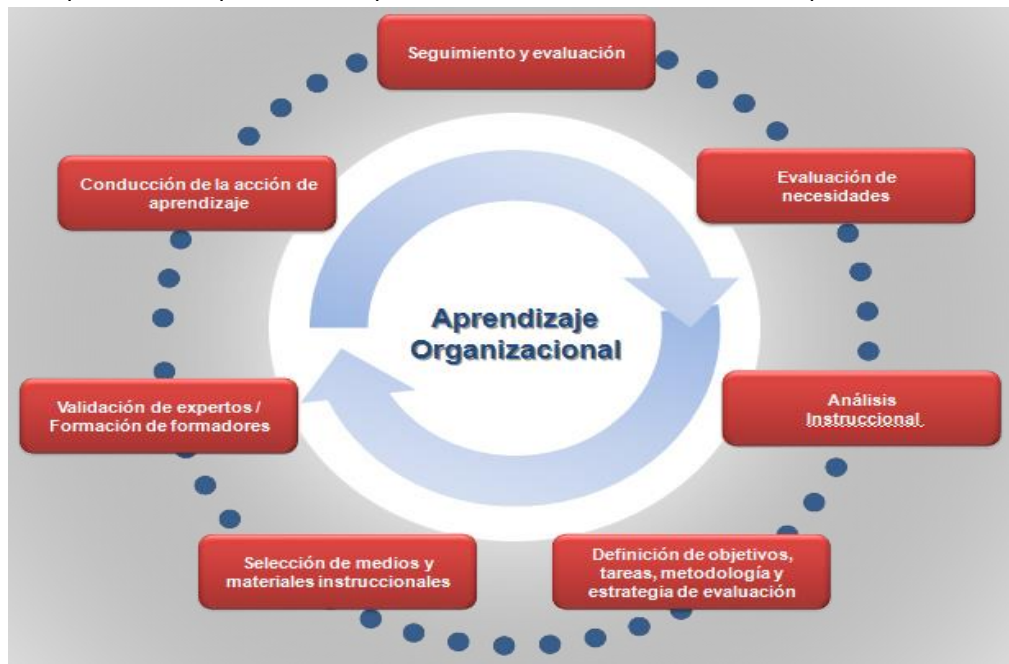 Seguimiento y evaluación
Evaluación de
necesidades
Análisis
Instruccional.
Definición de objetivos,
tareas, metodología y
estrategia de evaluación
Selección de medios y
materiales instruccionales
Validación de expertos /
Formación de formadores
Conducción de la acción de
aprendizaje
Aprendizaje
Organizacional